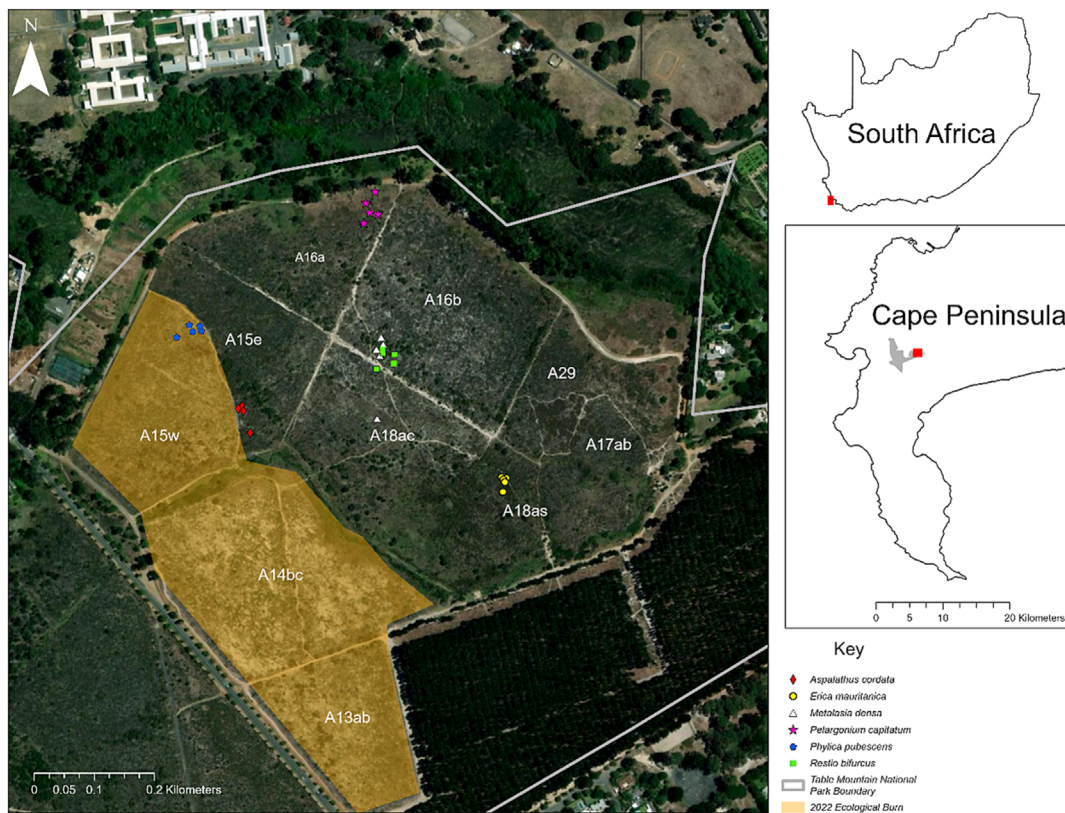 N
A16a
A16b
A15e
A29
A15w
A18ac
A17ab
A18as
A14bc
A13ab
0 0.05 0.1 0.2 Kilometers
South Africa
Cape Peninsula
0 5 10 20 Kilometers
Key
Aspalathus cordata
Erica mauritanica
Metalasia densa
Pelargonium capitatum
Phylica pubescens
Restio bifurcus
Table Mountain National
Park Boundary
2022 Ecological Burn